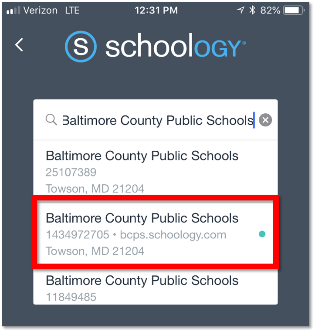 Verizon LTE 12:31 PM 82%
S schoology®
Baltimore County Public Schools
Baltimore County Public Schools
25107389
Towson, MD 21204
Baltimore County Public Schools
1434972705 • bcps.schoology.com
Towson, MD 21204
Baltimore County Public Schools
11849485